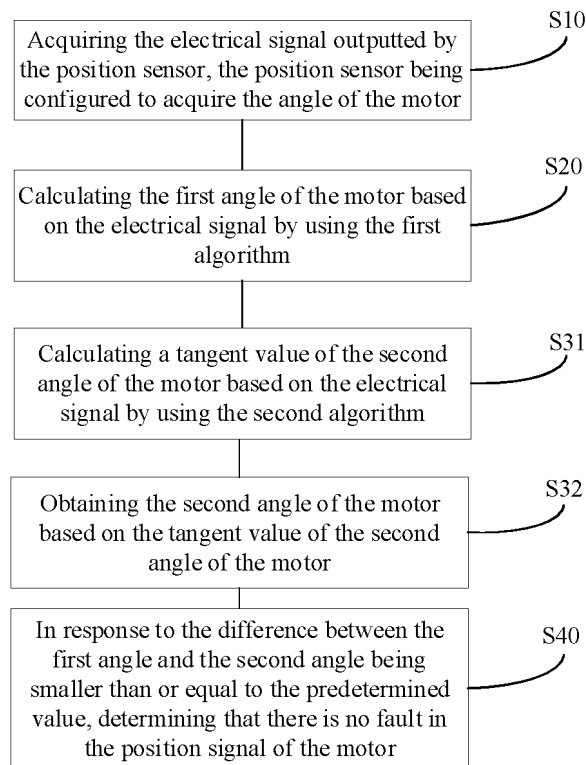 S10
Acquiring the electrical signal outputted by
the position sensor, the position sensor being
configured to acquire the angle of the motor
S20
Calculating the first angle of the motor based
on the electrical signal by using the first
algorithm
S31
Calculating a tangent value of the second
angle of the motor based on the electrical
signal by using the second algorithm
S32
Obtaining the second angle of the motor
based on the tangent value of the second
angle of the motor
S40
In response to the difference between the
first angle and the second angle being
smaller than or equal to the predetermined
value, determining that there is no fault in
the position signal of the motor